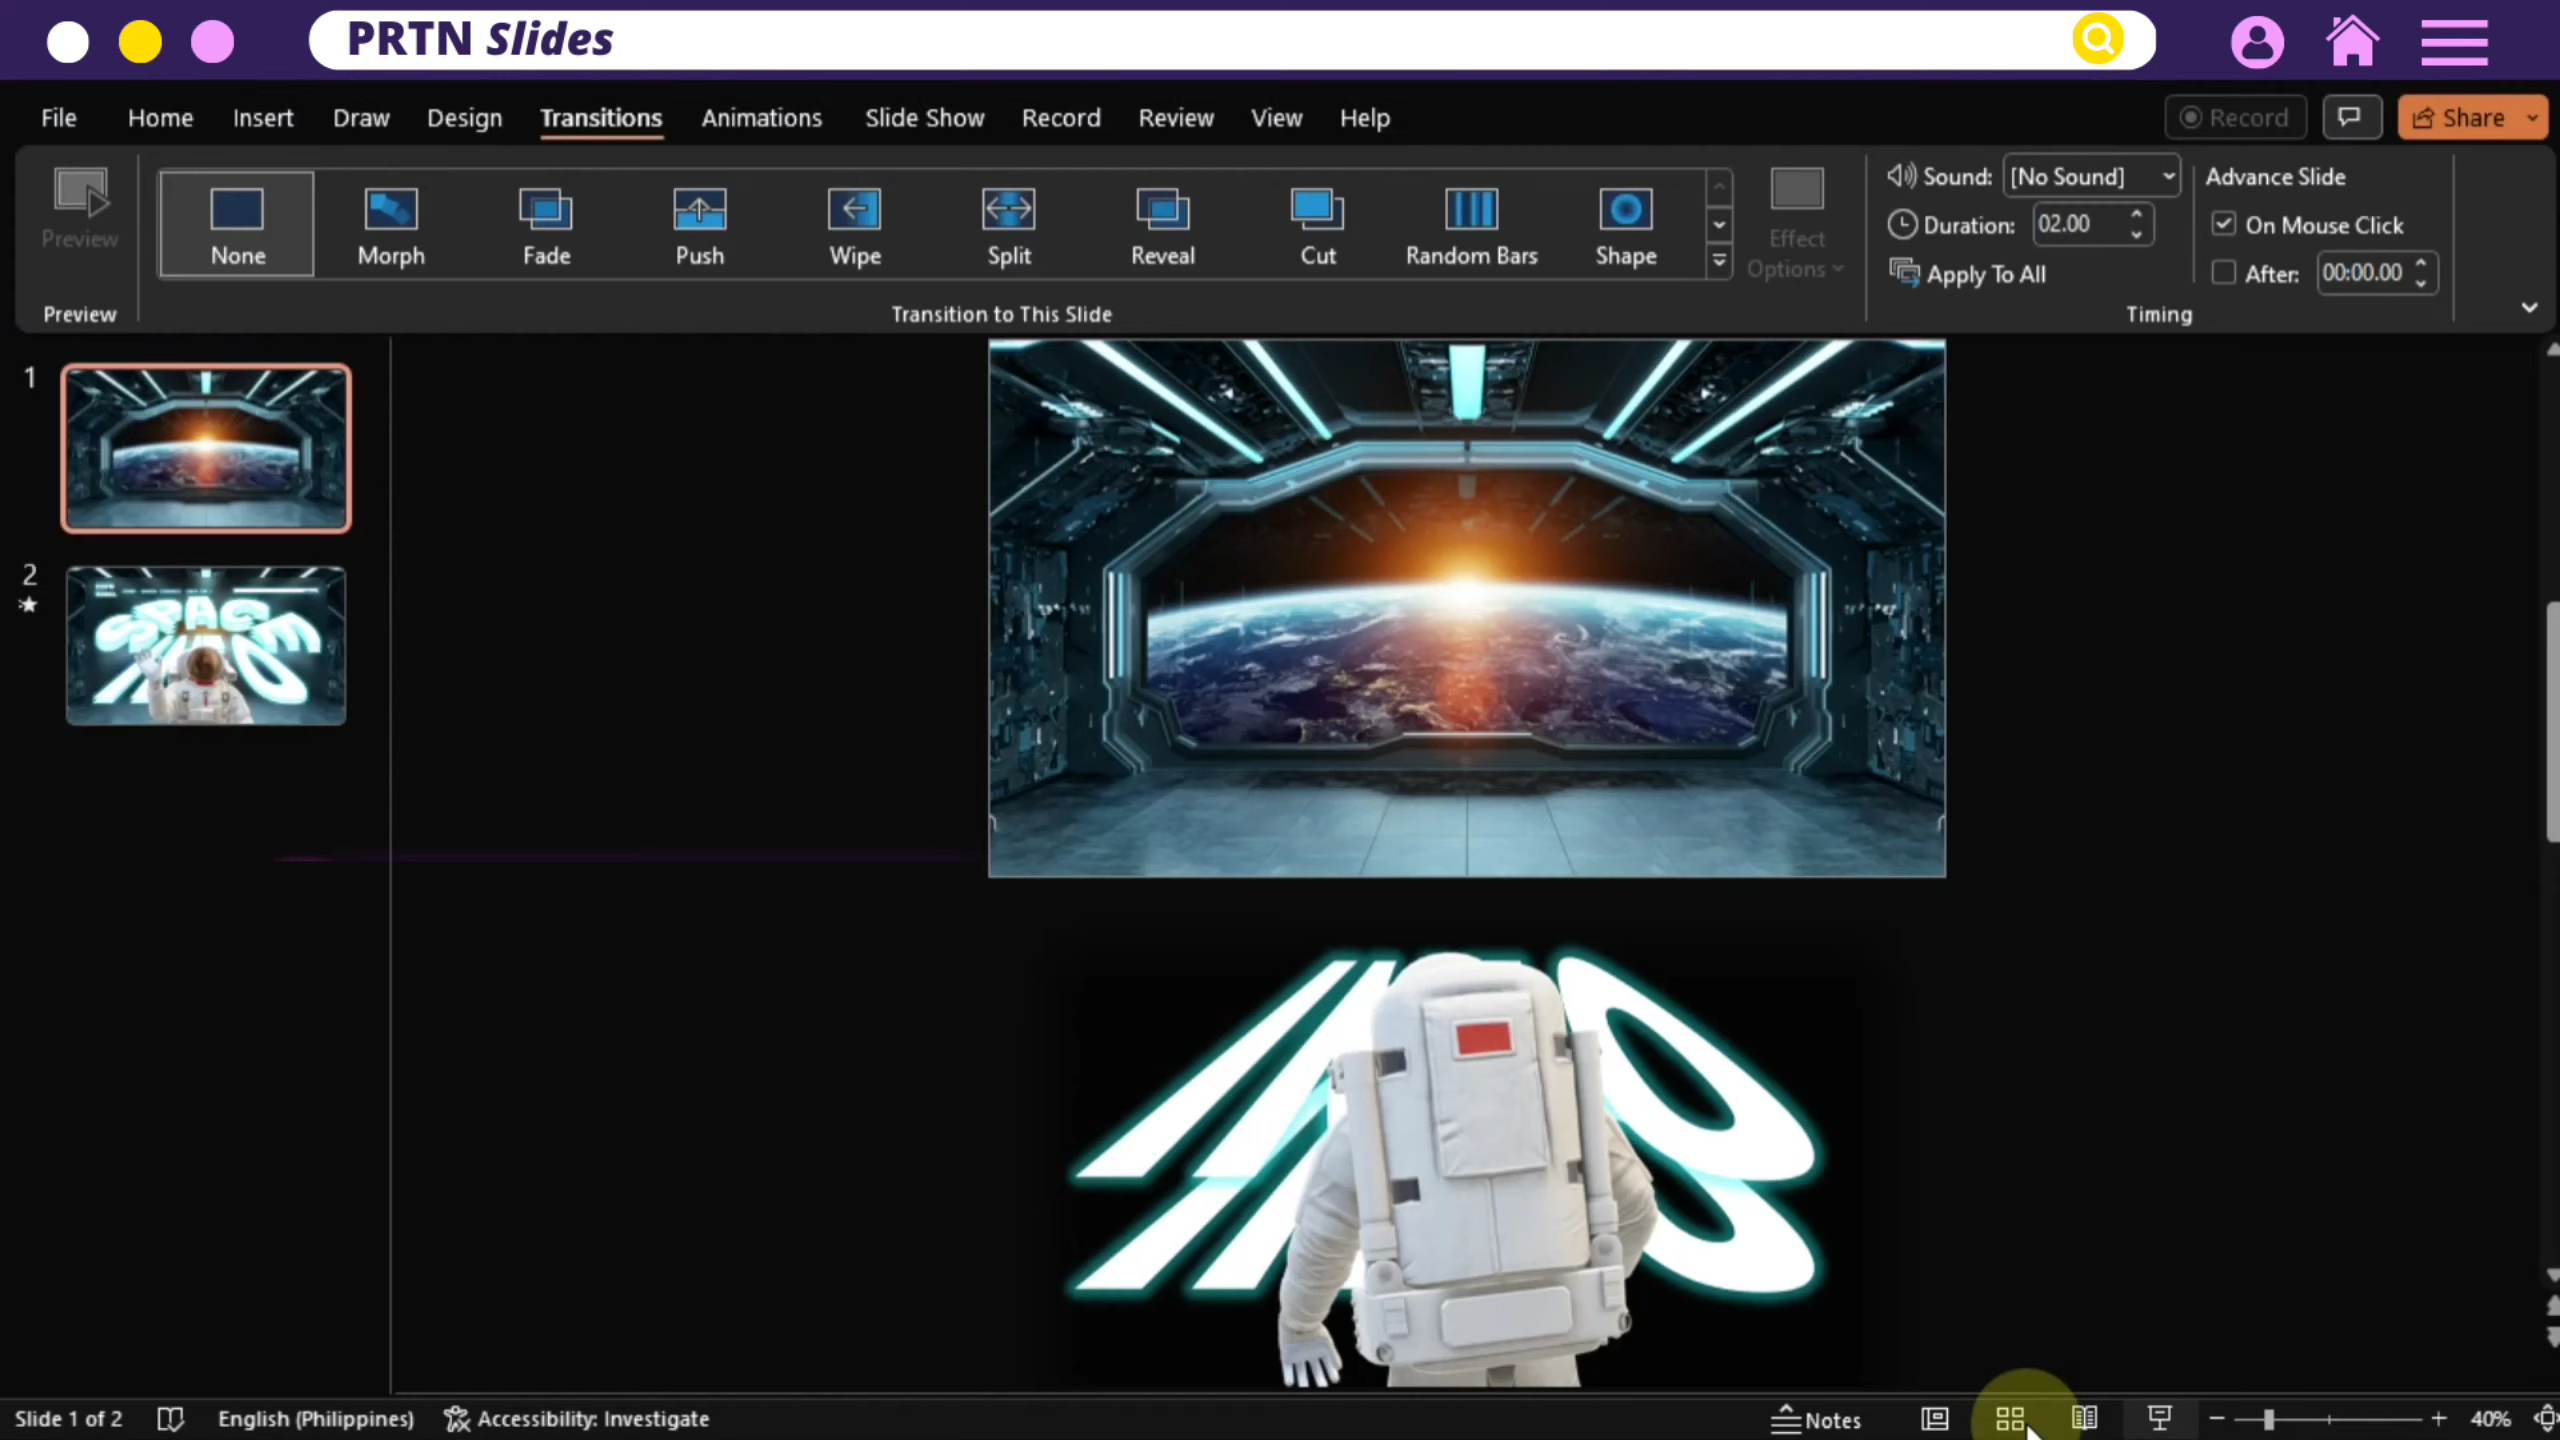 PRTN Slides
File Home Insert Draw Design Transitions Animations Slide Show Record Review View Help Record Share
Preview None Morph Fade Push Wipe Split Reveal Cut Random Bars Shape Effect Options
Sound: [No Sound] Advance Slide
Duration: 02.00 On Mouse Click
Apply To All After: 00:00.00
Preview Transition to This Slide Timing
1
2
SPACE
Slide 1 of 2 English (Philippines) Accessibility: Investigate Notes 40%